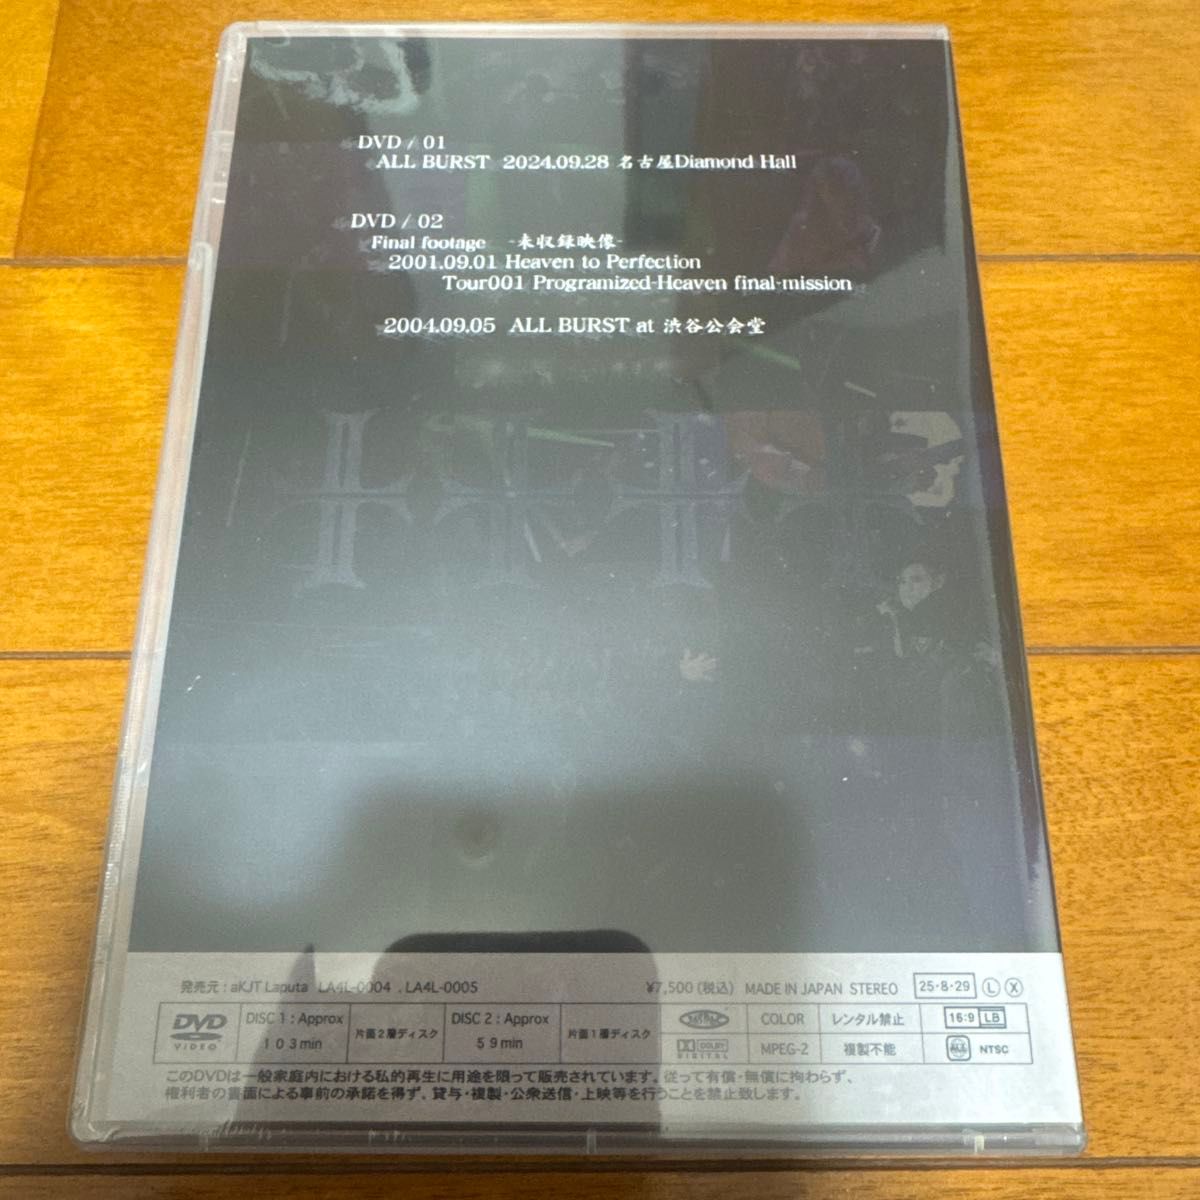 DVD / 01
ALL BURST 2024.09.28 名古屋Diamond Hall
DVD / 02
Final footage -未収録映像-
2001.09.01 Heaven to Perfection
Tour001 Programized-Heaven final-mission
2004.09.05 ALL BURST at 渋谷公会堂
発売元：aKJT Laputa LA4L-0004 . LA4L-0005 ¥7,500 (税込) MADE IN JAPAN STEREO 25・8・29 L X
DVD VIDEO DISC 1 : Approx 103min 片面2層ディスク DISC 2 : Approx 59min 片面1層ディスク COLOR レンタル禁止 16:9 LB
DOLBY DIGITAL MPEG-2 複製不能 ALL NTSC
このDVDは一般家庭内における私的再生に用途を限って販売されています。従って有償・無償に拘わらず、
権利者の書面による事前の承諾を得ず、貸与・複製・公衆送信・上映等を行うことを禁止致します。